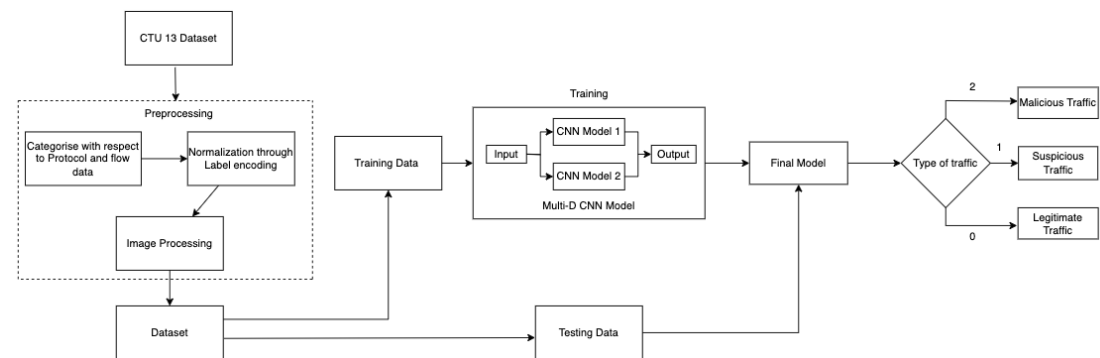 CTU 13 Dataset
Preprocessing
Categorise with respect
to Protocol and flow
data
Normalization through
Label encoding
Image Processing
Dataset
Training Data
Training
Input
CNN Model 1
CNN Model 2
Output
Multi-D CNN Model
Testing Data
Final Model
Type of traffic
2
Malicious Traffic
1
Suspicious
Traffic
0
Legitimate
Traffic